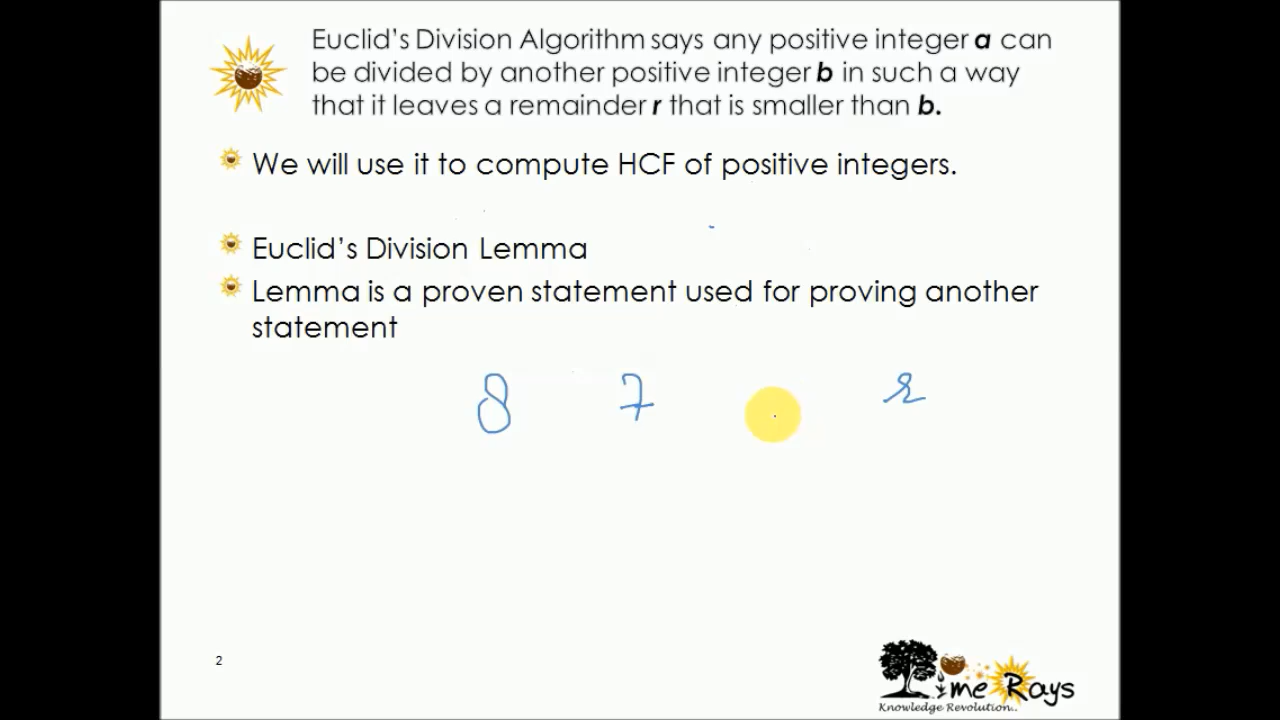 Euclid's Division Algorithm says any positive integer a can
be divided by another positive integer b in such a way
that it leaves a remainder r that is smaller than b.
We will use it to compute HCF of positive integers.
Euclid's Division Lemma
Lemma is a proven statement used for proving another
statement
8 7 r
2
Lime Rays
Knowledge Revolution..